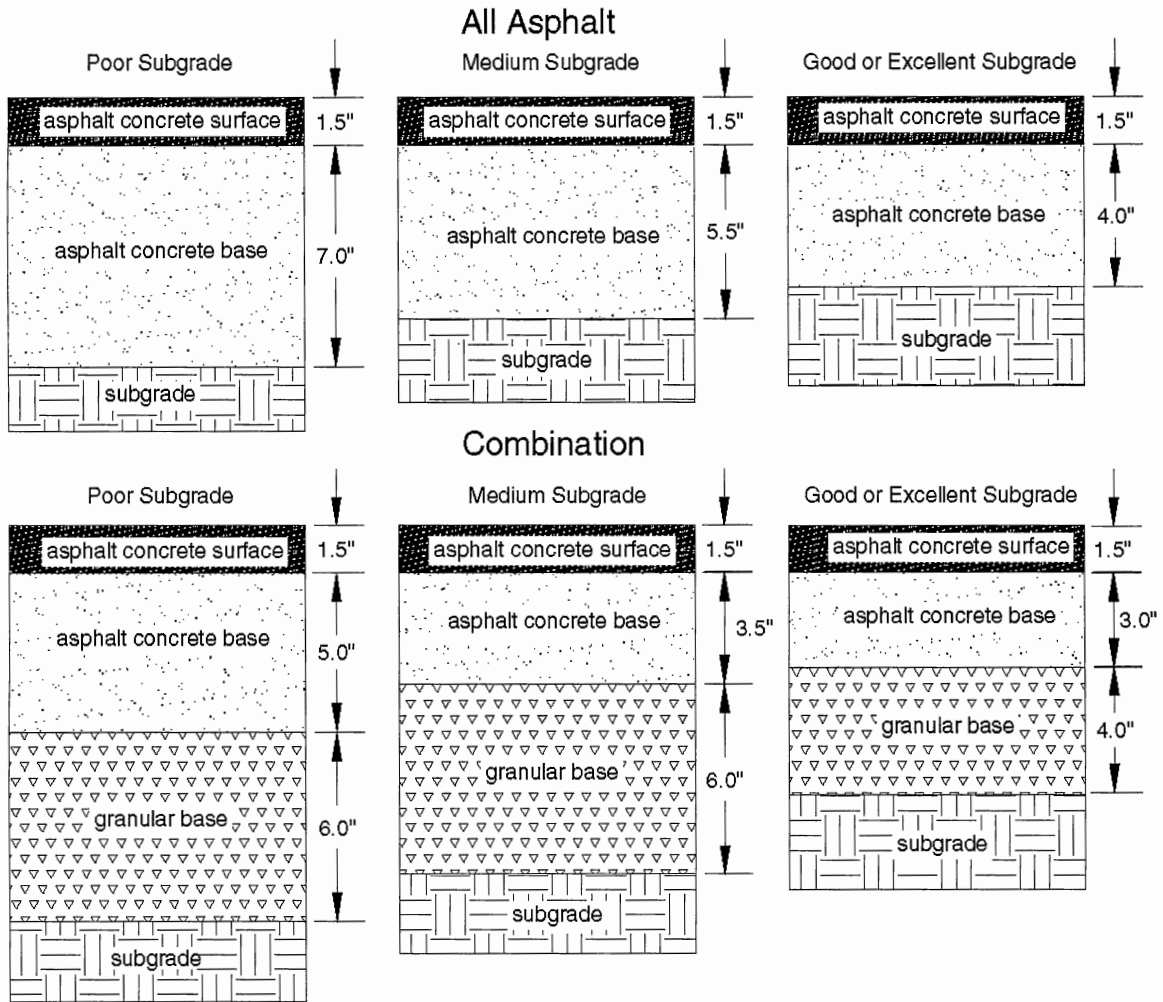 All Asphalt
Poor Subgrade
Medium Subgrade
Good or Excellent Subgrade
asphalt concrete surface
1.5"
asphalt concrete surface
1.5"
asphalt concrete surface
1.5"
asphalt concrete base
7.0"
asphalt concrete base
5.5"
asphalt concrete base
4.0"
subgrade
subgrade
subgrade
Combination
Poor Subgrade
Medium Subgrade
Good or Excellent Subgrade
asphalt concrete surface
1.5"
asphalt concrete surface
1.5"
asphalt concrete surface
1.5"
asphalt concrete base
5.0"
asphalt concrete base
3.5"
asphalt concrete base
3.0"
granular base
6.0"
granular base
6.0"
granular base
4.0"
subgrade
subgrade
subgrade